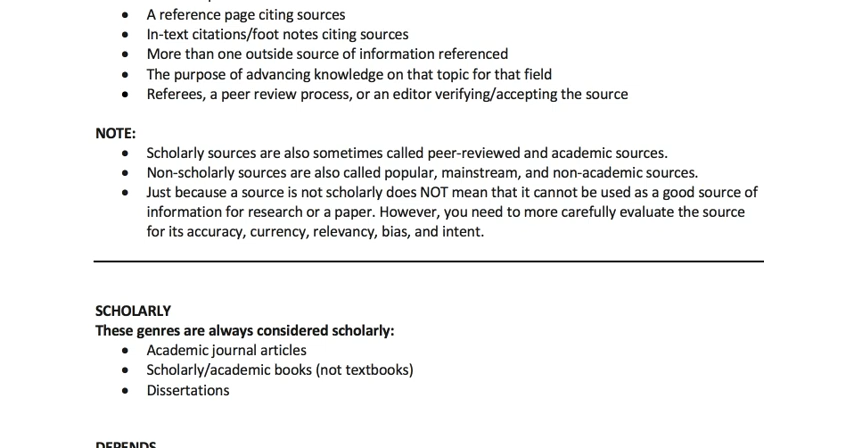 • A reference page citing sources
• In-text citations/foot notes citing sources
• More than one outside source of information referenced
• The purpose of advancing knowledge on that topic for that field
• Referees, a peer review process, or an editor verifying/accepting the source
NOTE:
• Scholarly sources are also sometimes called peer-reviewed and academic sources.
• Non-scholarly sources are also called popular, mainstream, and non-academic sources.
• Just because a source is not scholarly does NOT mean that it cannot be used as a good source of
information for research or a paper. However, you need to more carefully evaluate the source
for its accuracy, currency, relevancy, bias, and intent.
SCHOLARLY
These genres are always considered scholarly:
• Academic journal articles
• Scholarly/academic books (not textbooks)
• Dissertations
DEPENDS